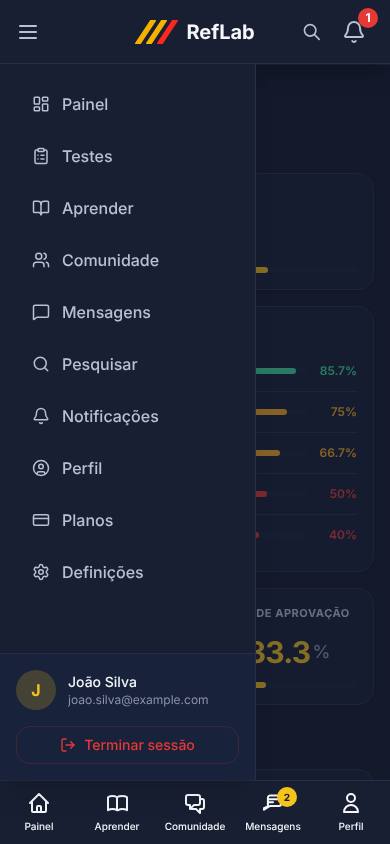 RefLab
1
Painel
Testes
Aprender
Comunidade
Mensagens
Pesquisar
Notificações
Perfil
Planos
Definições
85.7%
75%
66.7%
50%
40%
DE APROVAÇÃO
33.3%
João Silva
joao.silva@example.com
J
Terminar sessão
2
Painel
Aprender
Comunidade
Mensagens
Perfil